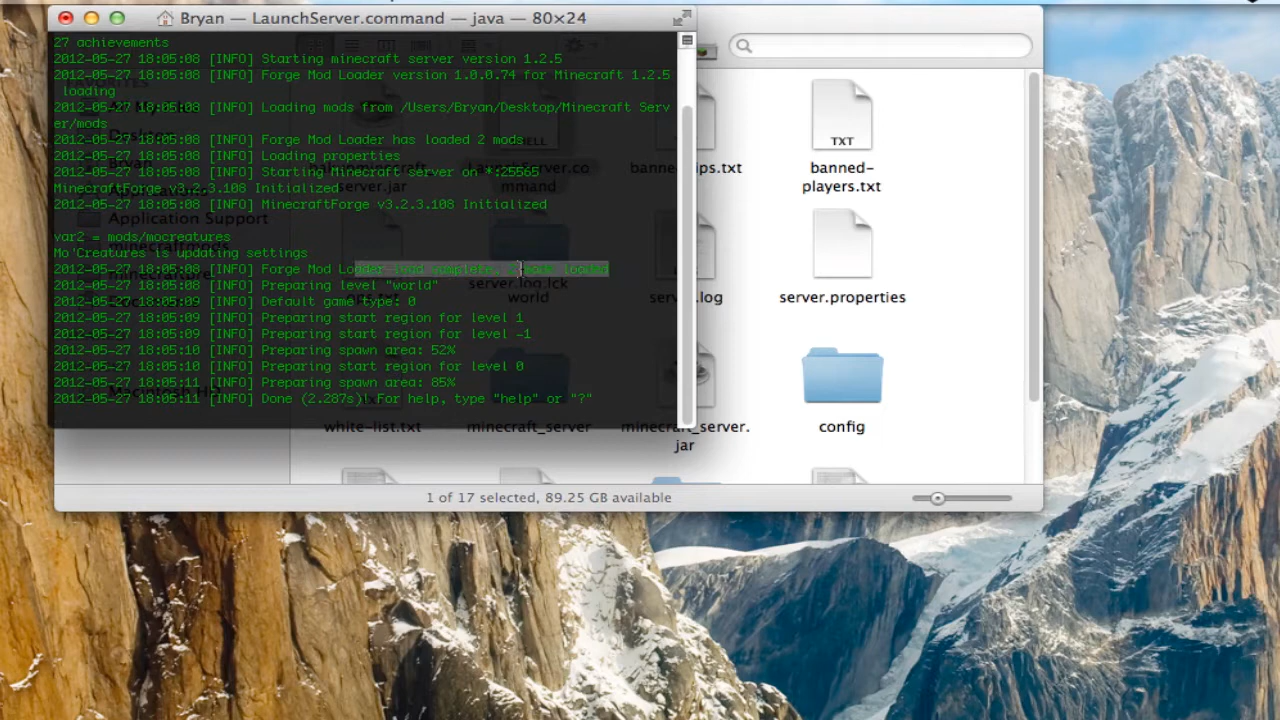 Bryan — LaunchServer.command — java — 80×24
27 achievements
2012-05-27 18:05:08 [INFO] Starting minecraft server version 1.2.5
2012-05-27 18:05:08 [INFO] Forge Mod Loader version 1.0.0.74 for Minecraft 1.2.5
loading
2012-05-27 18:05:08 [INFO] Loading mods from /Users/Bryan/Desktop/Minecraft Serv
er/mods
2012-05-27 18:05:08 [INFO] Forge Mod Loader has loaded 2 mods
2012-05-27 18:05:08 [INFO] Loading properties
2012-05-27 18:05:08 [INFO] Starting Minecraft server on *:25565
MinecraftForge v3.2.3.108 Initialized
2012-05-27 18:05:08 [INFO] MinecraftForge v3.2.3.108 Initialized
var2 = mods/mocreatures
Mo'Creatures is updating settings
2012-05-27 18:05:08 [INFO] Forge Mod Loader load complete, 2 mods loaded
2012-05-27 18:05:08 [INFO] Preparing level "world"
2012-05-27 18:05:09 [INFO] Default game type: 0
2012-05-27 18:05:09 [INFO] Preparing start region for level 1
2012-05-27 18:05:09 [INFO] Preparing start region for level -1
2012-05-27 18:05:10 [INFO] Preparing spawn area: 52%
2012-05-27 18:05:10 [INFO] Preparing start region for level 0
2012-05-27 18:05:11 [INFO] Preparing spawn area: 85%
2012-05-27 18:05:11 [INFO] Done (2.287s)! For help, type "help" or "?"
Application Support
server.jar
mmand
server.log.lck
world
TXT
ips.txt
banned-
players.txt
server.properties
white-list.txt
minecraft_server
minecraft_server.
jar
config
1 of 17 selected, 89.25 GB available